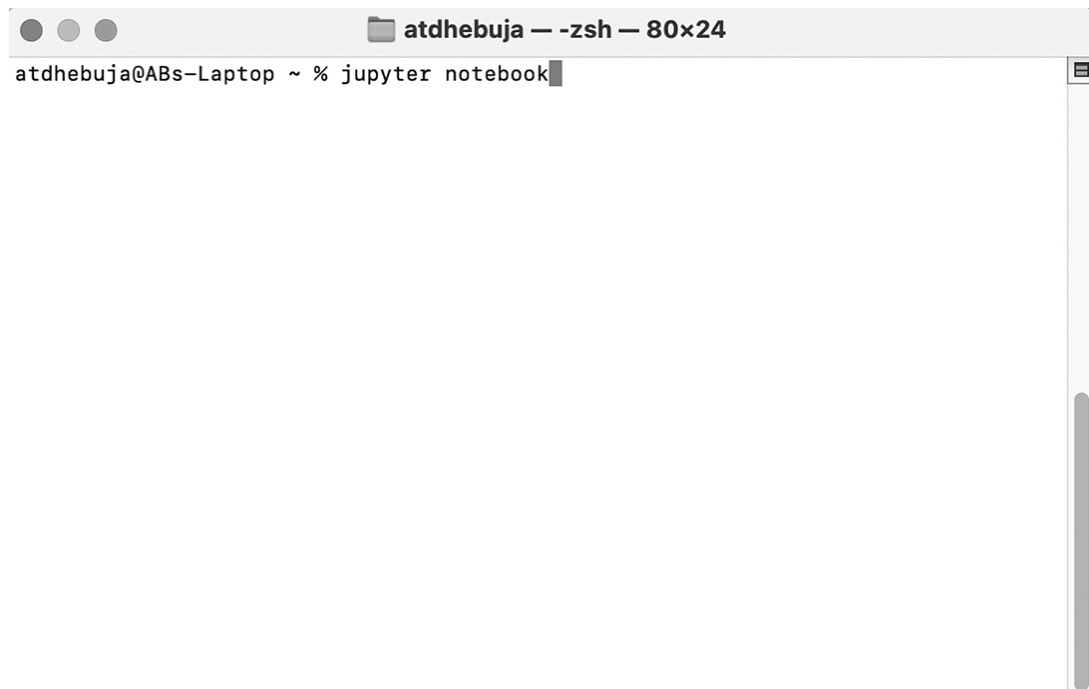 atdhebuja — -zsh — 80×24
atdhebuja@ABs-Laptop ~ % jupyter notebook